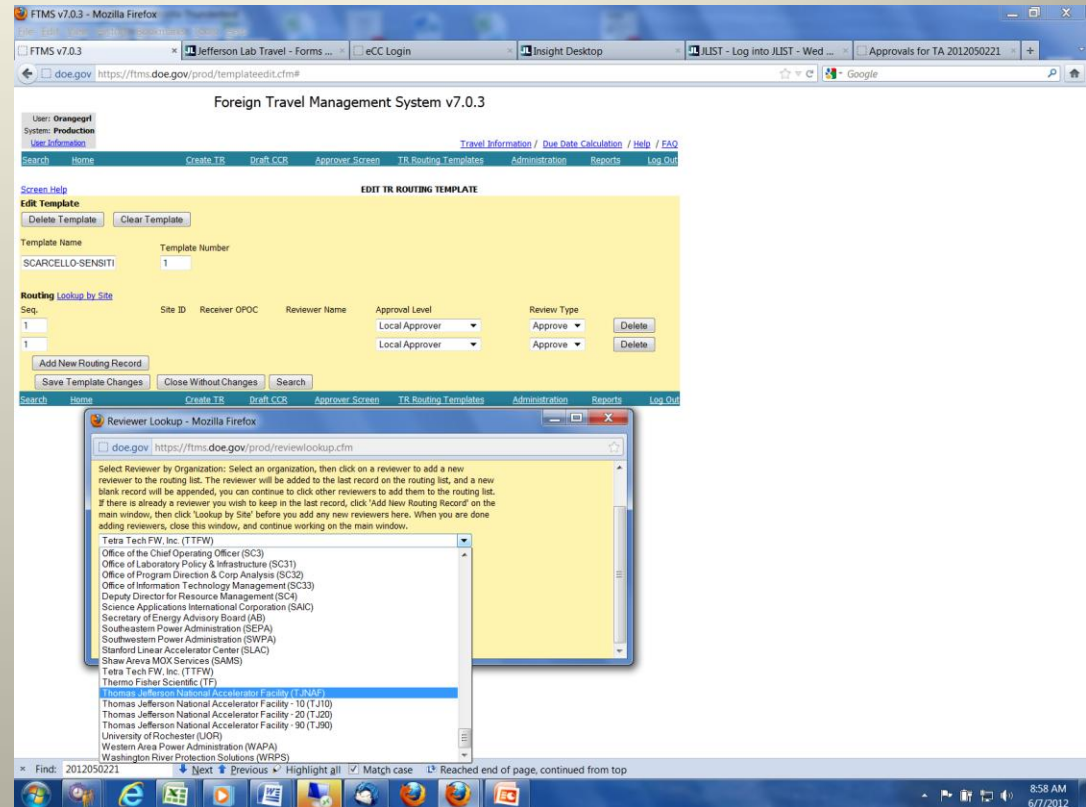 FTMS v7.0.3 - Mozilla Firefox
FTMS v7.0.3 × Jefferson Lab Travel - Forms ... × eCC Login × Insight Desktop × JLIST - Log into JLIST - Wed ... × Approvals for TA 2012050221 × +
doe.gov https://ftms.doe.gov/prod/templateedit.cfm# Google
Foreign Travel Management System v7.0.3
User: Orangegrl
System: Production
User Information
Travel Information / Due Date Calculation / Help / FAQ
Search Home Create TR Draft CCR Approver Screen TR Routing Templates Administration Reports Log Out
Screen Help EDIT TR ROUTING TEMPLATE
Edit Template
Delete Template Clear Template
Template Name Template Number
SCARCELLO-SENSITI 1
Routing Lookup by Site
Seq. Site ID Receiver OPOC Reviewer Name Approval Level Review Type
1 Local Approver Approve Delete
1 Local Approver Approve Delete
Add New Routing Record
Save Template Changes Close Without Changes Search
Search Home Create TR Draft CCR Approver Screen TR Routing Templates Administration Reports Log Out
Reviewer Lookup - Mozilla Firefox
doe.gov https://ftms.doe.gov/prod/reviewlookup.cfm
Select Reviewer by Organization: Select an organization, then click on a reviewer to add a new
reviewer to the routing list. The reviewer will be added to the last record on the routing list, and a new
blank record will be appended, you can continue to click other reviewers to add them to the routing list.
If there is already a reviewer you wish to keep in the last record, click 'Add New Routing Record' on the
main window, then click 'Lookup by Site' before you add any new reviewers here. When you are done
adding reviewers, close this window, and continue working on the main window.
Tetra Tech FW, Inc. (TTFW)
Office of the Chief Operating Officer (SC3)
Office of Laboratory Policy & Infrastructure (SC31)
Office of Program Direction & Corp Analysis (SC32)
Office of Information Technology Management (SC33)
Deputy Director for Resource Management (SC4)
Science Applications International Corporation (SAIC)
Secretary of Energy Advisory Board (AB)
Southeastern Power Administration (SEPA)
Southwestern Power Administration (SWPA)
Stanford Linear Accelerator Center (SLAC)
Shaw Areva MOX Services (SAMS)
Tetra Tech FW, Inc. (TTFW)
Thermo Fisher Scientific (TF)
Thomas Jefferson National Accelerator Facility (TJNAF)
Thomas Jefferson National Accelerator Facility - 10 (TJ10)
Thomas Jefferson National Accelerator Facility - 20 (TJ20)
Thomas Jefferson National Accelerator Facility - 90 (TJ90)
University of Rochester (UOR)
Western Area Power Administration (WAPA)
Washington River Protection Solutions (WRPS)
× Find: 2012050221 Next Previous Highlight all Match case Reached end of page, continued from top
8:58 AM
6/7/2012